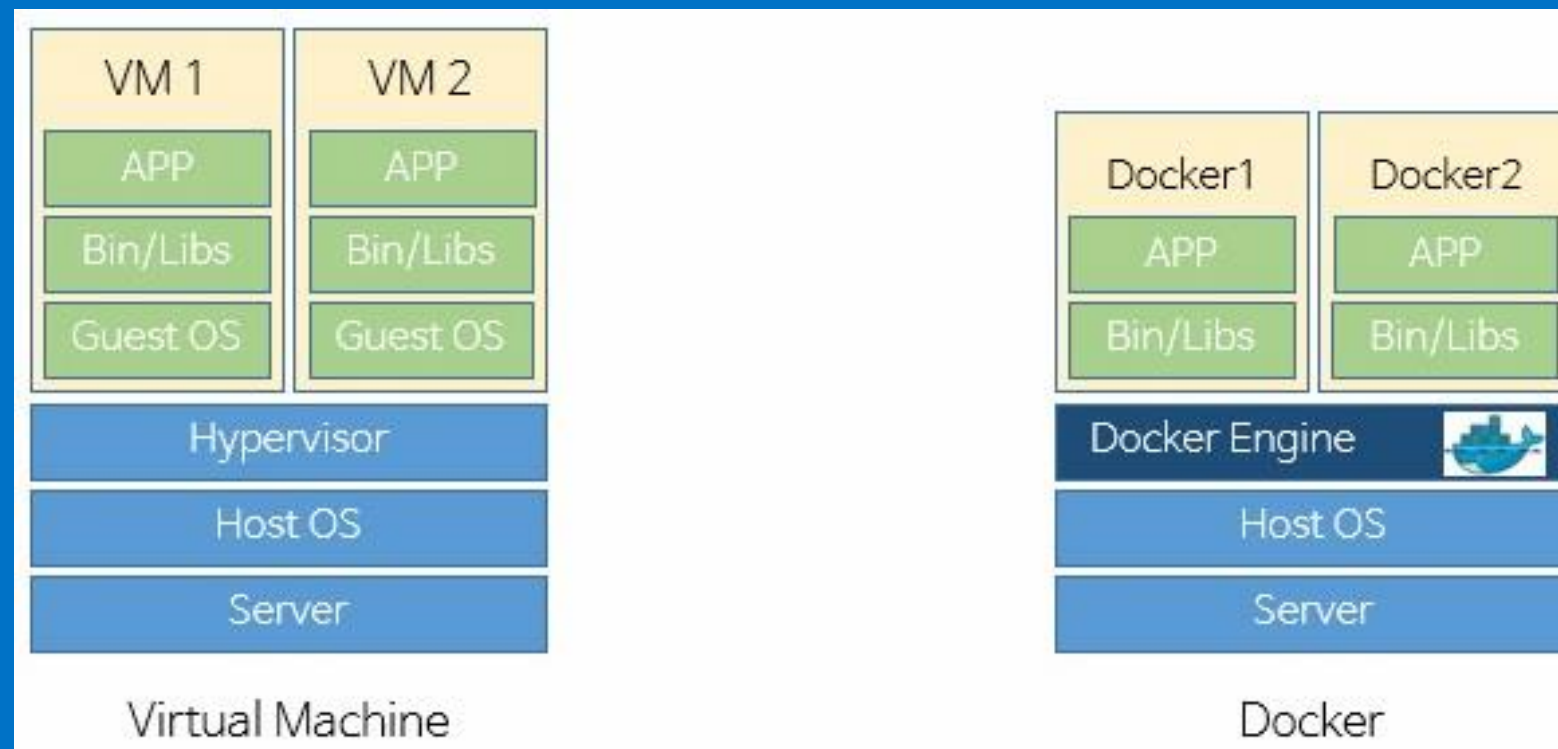 VM 1
APP
Bin/Libs
Guest OS
VM 2
APP
Bin/Libs
Guest OS
Hypervisor
Host OS
Server
Virtual Machine
Docker1
APP
Bin/Libs
Docker2
APP
Bin/Libs
Docker Engine
Host OS
Server
Docker